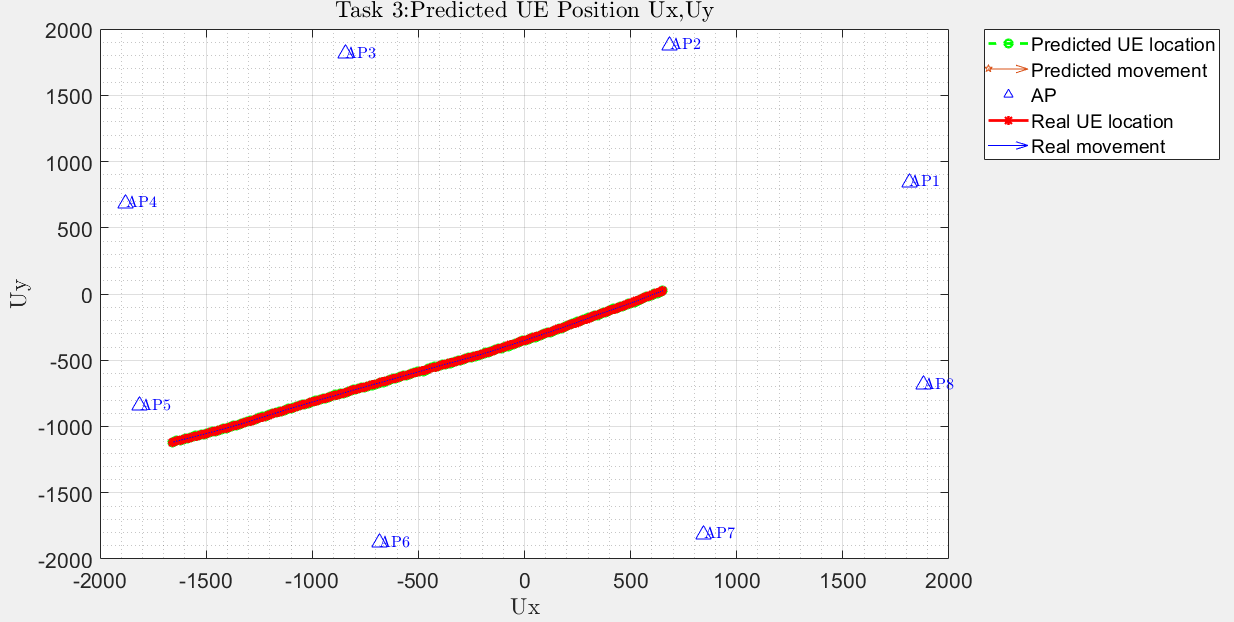 Task 3:Predicted UE Position Ux,Uy
Predicted UE location
Predicted movement
AP
Real UE location
Real movement
2000
1500
1000
500
0
-500
-1000
-1500
-2000
Uy
AP3
AP2
AP1
AP4
AP8
AP5
AP7
AP6
-2000 -1500 -1000 -500 0 500 1000 1500 2000
Ux